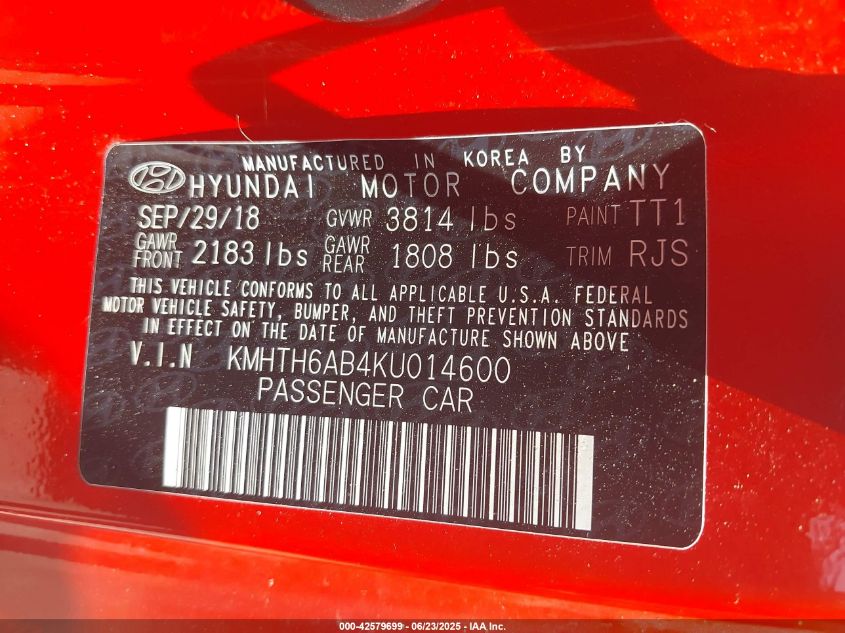 MANUFACTURED IN KOREA BY
HYUNDAI MOTOR COMPANY
SEP/29/18 GVWR 3814 lbs PAINT TT1
GAWR FRONT 2183 lbs GAWR REAR 1808 lbs TRIM RJS
THIS VEHICLE CONFORMS TO ALL APPLICABLE U.S.A. FEDERAL
MOTOR VEHICLE SAFETY, BUMPER, AND THEFT PREVENTION STANDARDS
IN EFFECT ON THE DATE OF MANUFACTURE SHOWN ABOVE
V.I.N KMHTH6AB4KU014600
PASSENGER CAR
000-42579699 - 06/23/2025 - IAA Inc.